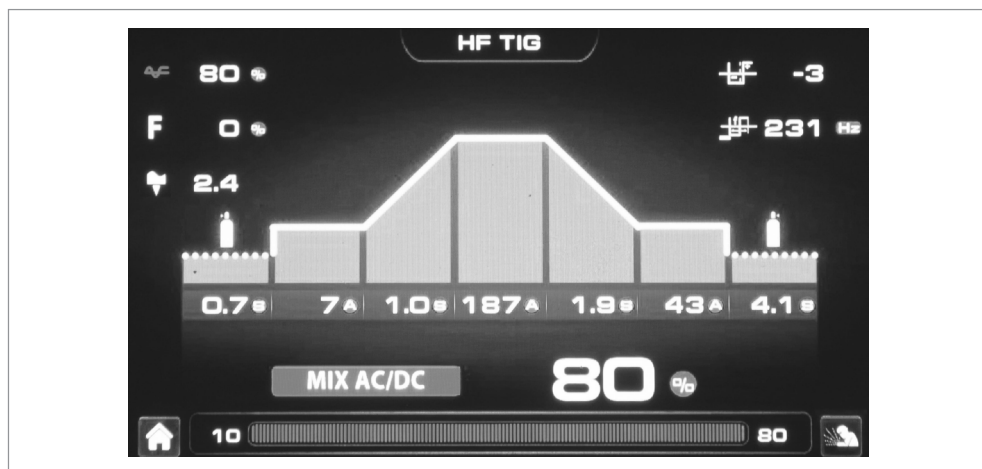 HF TIG
80 %
-3
F 0 %
231 Hz
2.4
0.7 s 7 A 1.0 s 187 A 1.9 s 43 A 4.1 s
MIX AC/DC 80 %
10 80